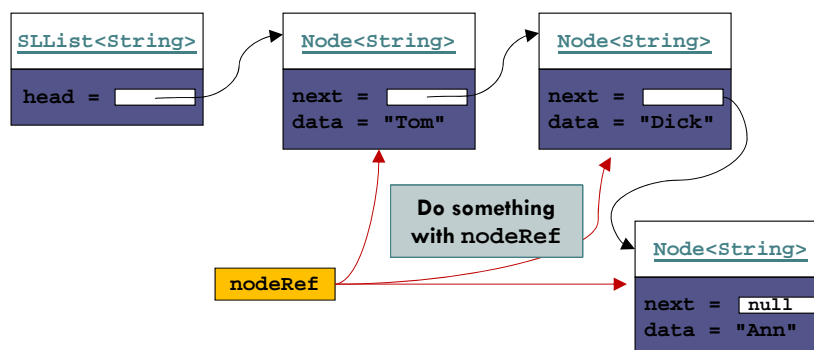 SLList<String>
head =
Node<String>
next =
data = "Tom"
Node<String>
next =
data = "Dick"
Do something
with nodeRef
nodeRef
Node<String>
next = null
data = "Ann"